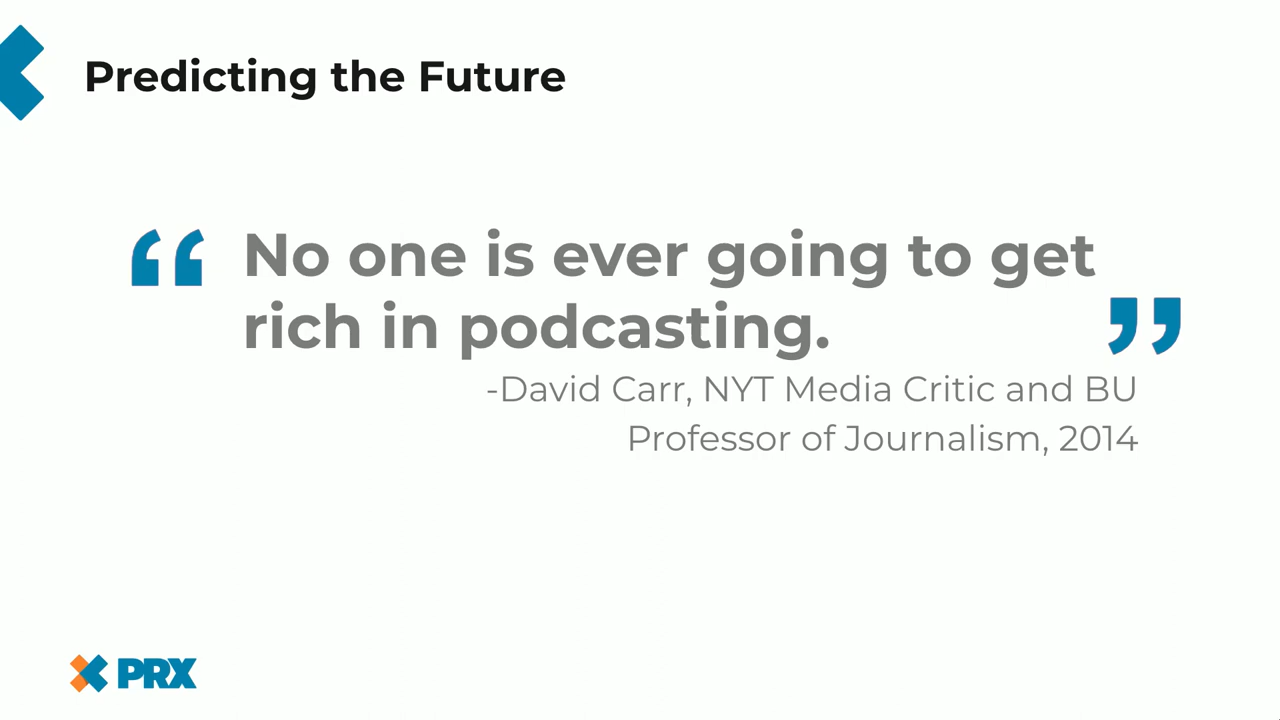 Predicting the Future
“No one is ever going to get
rich in podcasting.”
-David Carr, NYT Media Critic and BU
Professor of Journalism, 2014
PRX